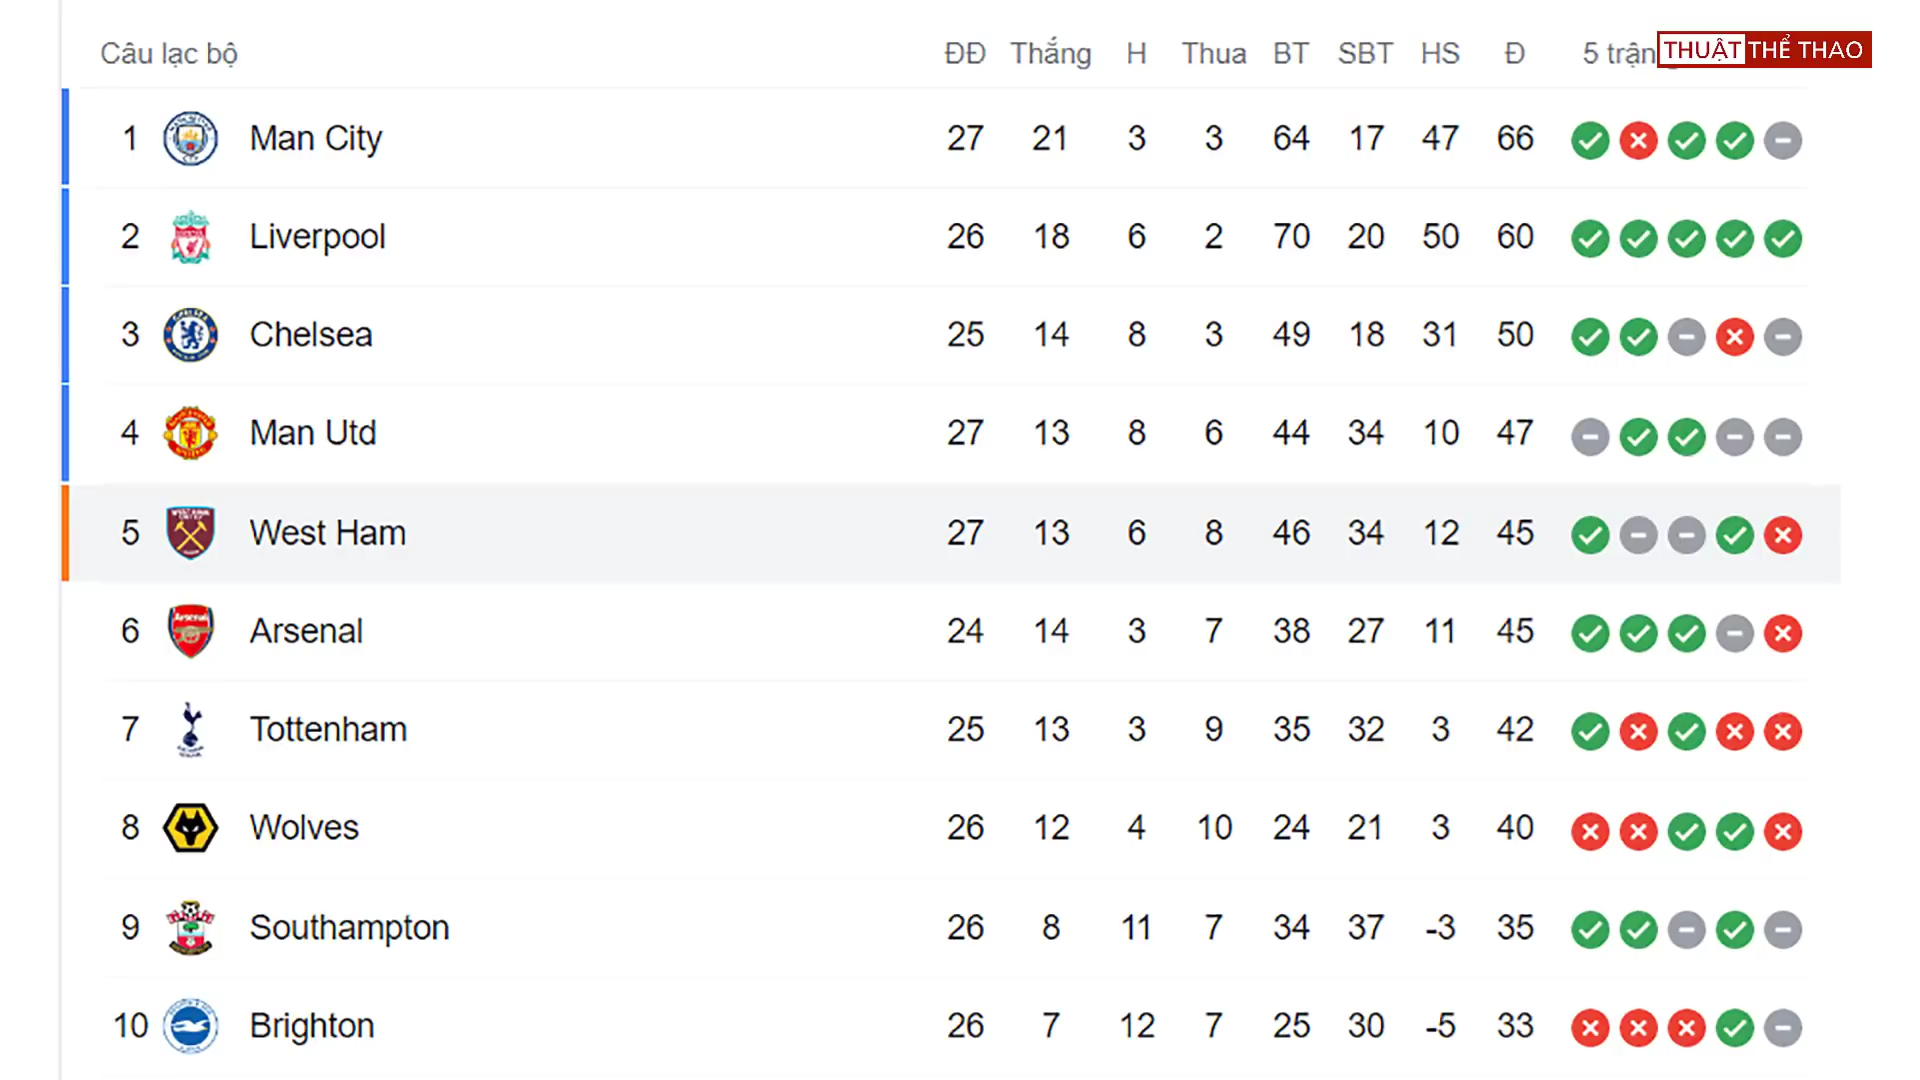 Câu lạc bộ ĐĐ Thắng H Thua BT SBT HS Đ 5 trận THUẬT THỂ THAO
1 Man City 27 21 3 3 64 17 47 66
2 Liverpool 26 18 6 2 70 20 50 60
3 Chelsea 25 14 8 3 49 18 31 50
4 Man Utd 27 13 8 6 44 34 10 47
5 West Ham 27 13 6 8 46 34 12 45
6 Arsenal 24 14 3 7 38 27 11 45
7 Tottenham 25 13 3 9 35 32 3 42
8 Wolves 26 12 4 10 24 21 3 40
9 Southampton 26 8 11 7 34 37 -3 35
10 Brighton 26 7 12 7 25 30 -5 33